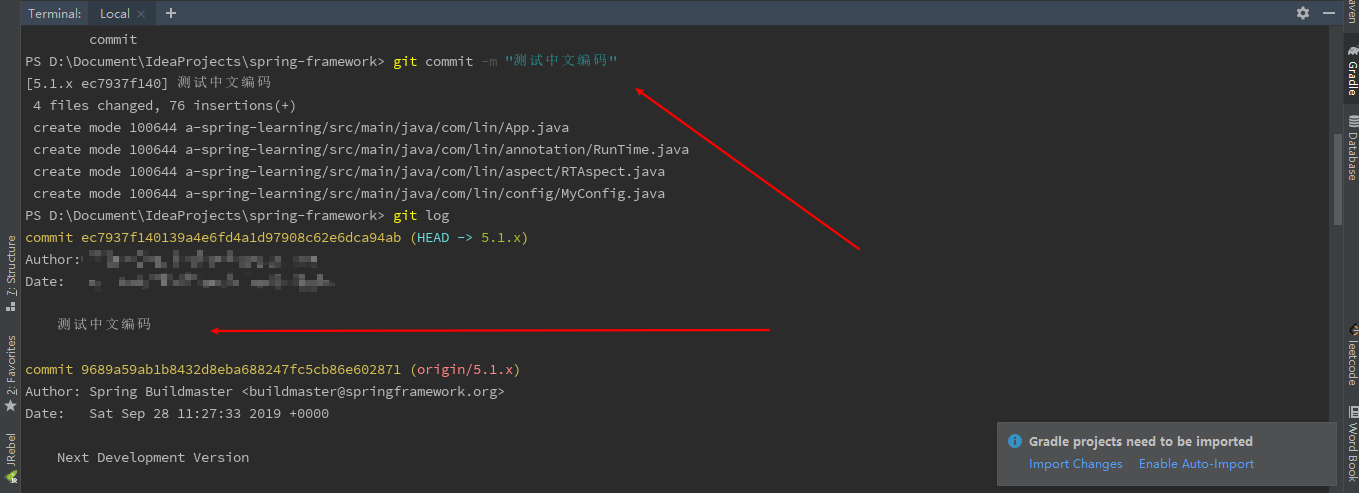 Terminal: Local × +
commit
PS D:\Document\IdeaProjects\spring-framework> git commit -m "测试中文编码"
[5.1.x ec7937f140] 测试中文编码
4 files changed, 76 insertions(+)
create mode 100644 a-spring-learning/src/main/java/com/lin/App.java
create mode 100644 a-spring-learning/src/main/java/com/lin/annotation/RunTime.java
create mode 100644 a-spring-learning/src/main/java/com/lin/aspect/RTAspect.java
create mode 100644 a-spring-learning/src/main/java/com/lin/config/MyConfig.java
PS D:\Document\IdeaProjects\spring-framework> git log
commit ec7937f140139a4e6fd4a1d97908c62e6dca94ab (HEAD -> 5.1.x)
Author:
Date:
测试中文编码
commit 9689a59ab1b8432d8eba688247fc5cb86e602871 (origin/5.1.x)
Author: Spring Buildmaster <buildmaster@springframework.org>
Date: Sat Sep 28 11:27:33 2019 +0000
Next Development Version
Gradle projects need to be imported
Import Changes Enable Auto-Import
7: Structure
2: Favorites
JRebel
Gradle
Database
leetcode
Word Book